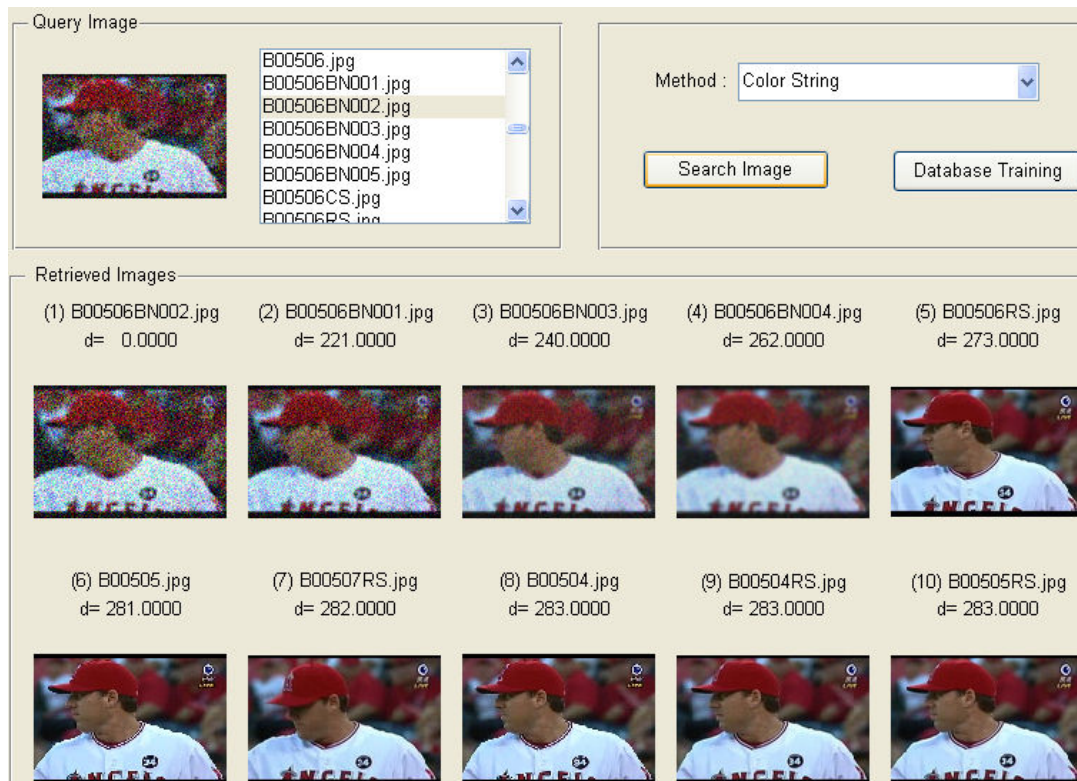 Query Image
B00506.jpg
B00506BN001.jpg
B00506BN002.jpg
B00506BN003.jpg
B00506BN004.jpg
B00506BN005.jpg
B00506CS.jpg
B00506RS.jpg
Method : Color String
Search Image Database Training
Retrieved Images
(1) B00506BN002.jpg (2) B00506BN001.jpg (3) B00506BN003.jpg (4) B00506BN004.jpg (5) B00506RS.jpg
d= 0.0000 d= 221.0000 d= 240.0000 d= 262.0000 d= 273.0000
(6) B00505.jpg (7) B00507RS.jpg (8) B00504.jpg (9) B00504RS.jpg (10) B00505RS.jpg
d= 281.0000 d= 282.0000 d= 283.0000 d= 283.0000 d= 283.0000